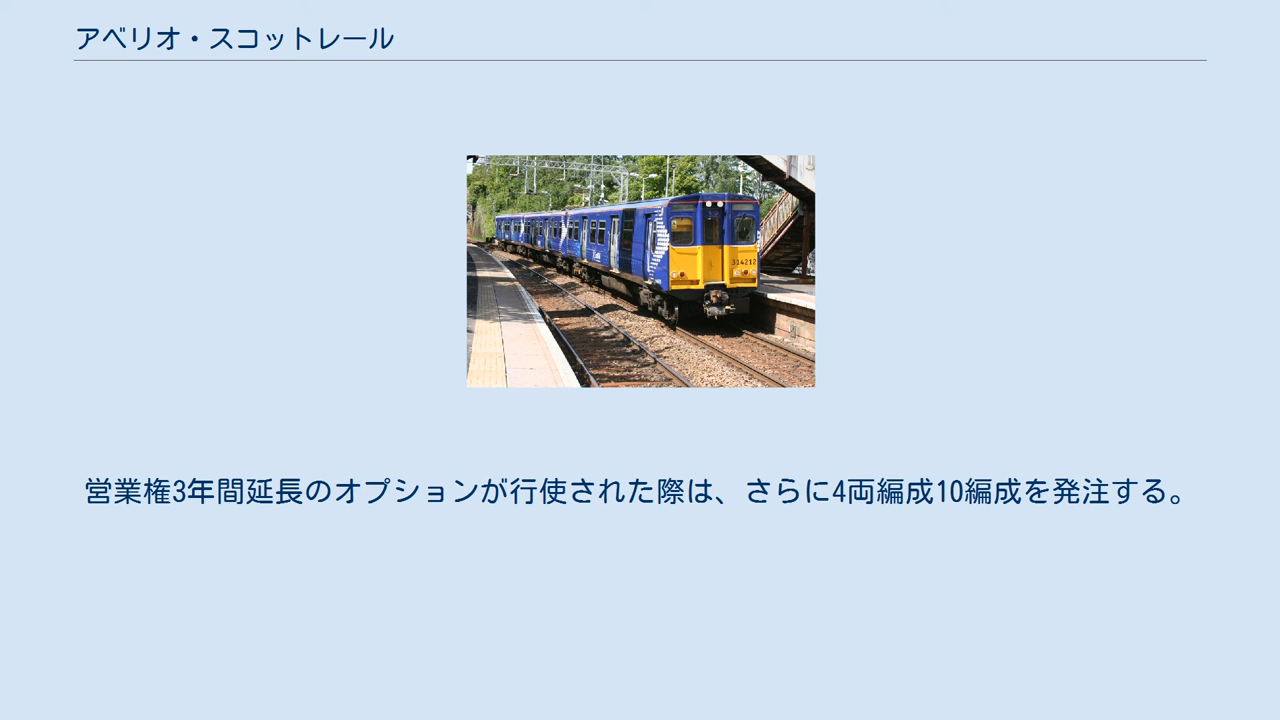 アベリオ・スコットレール
314212
営業権3年間延長のオプションが行使された際は、さらに4両編成10編成を発注する。